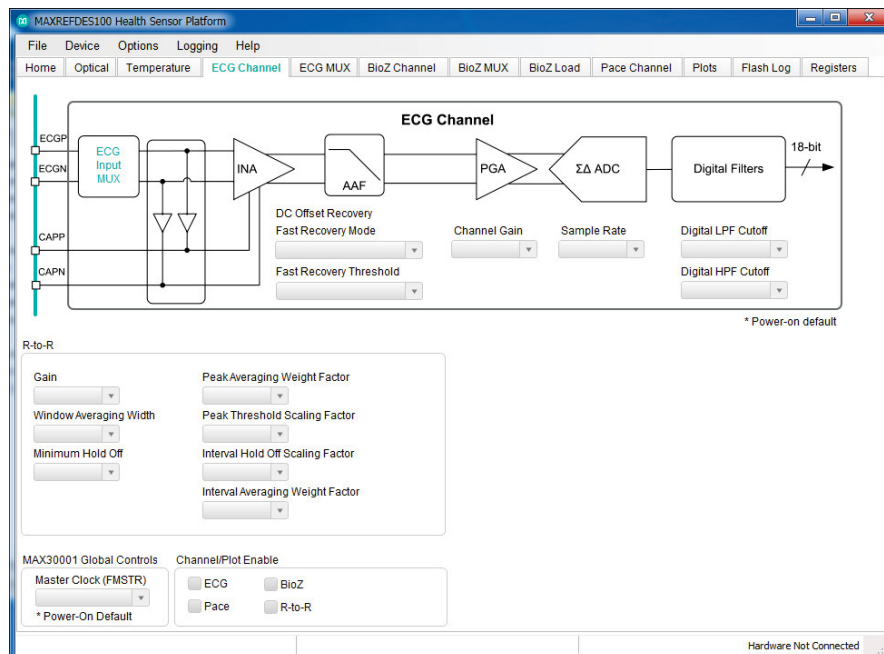 MAXREFDES100 Health Sensor Platform
File Device Options Logging Help
Home Optical Temperature ECG Channel ECG MUX BioZ Channel BioZ MUX BioZ Load Pace Channel Plots Flash Log Registers
ECG Channel
ECGP
ECGN
CAPP
CAPN
ECG
Input
MUX
INA
AAF
PGA
ΣΔ ADC
Digital Filters
18-bit
DC Offset Recovery
Fast Recovery Mode
Channel Gain
Sample Rate
Digital LPF Cutoff
Fast Recovery Threshold
Digital HPF Cutoff
* Power-on default
R-to-R
Gain
Peak Averaging Weight Factor
Window Averaging Width
Peak Threshold Scaling Factor
Minimum Hold Off
Interval Hold Off Scaling Factor
Interval Averaging Weight Factor
MAX30001 Global Controls
Master Clock (FMSTR)
* Power-On Default
Channel/Plot Enable
ECG
BioZ
Pace
R-to-R
Hardware Not Connected